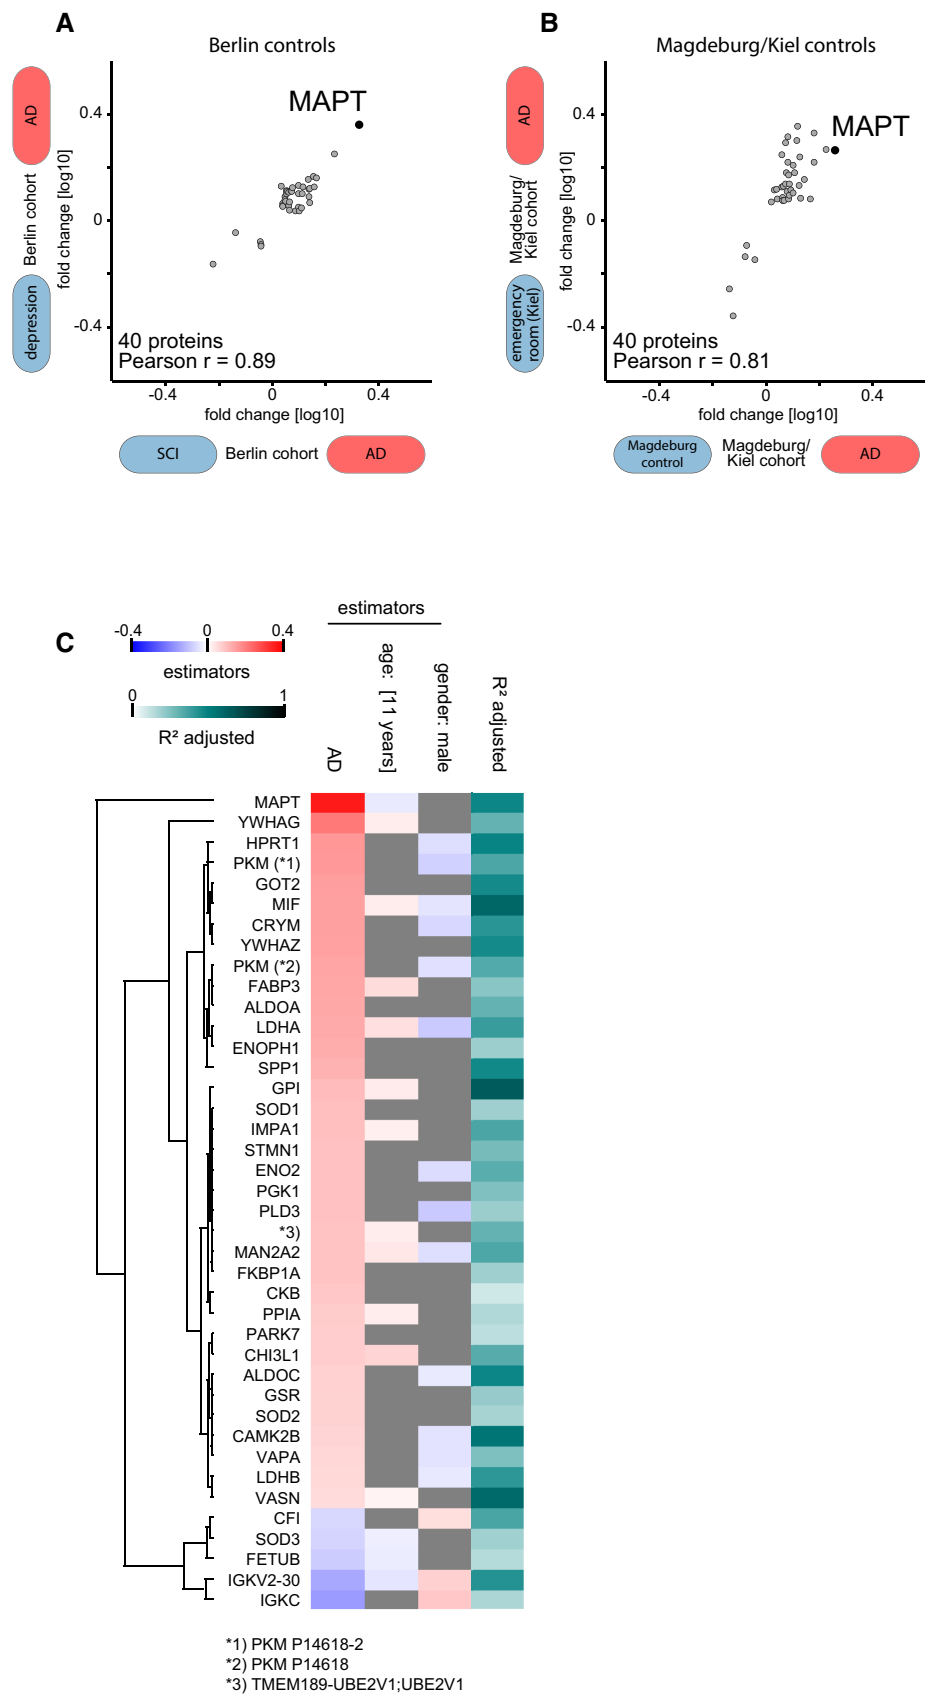 A
Berlin controls
AD
Berlin cohort
depression
fold change [log10]
0.4
0
-0.4
MAPT
40 proteins
Pearson r = 0.89
-0.4
0
0.4
fold change [log10]
SCI
Berlin cohort
AD
B
Magdeburg/Kiel controls
AD
Magdeburg/
Kiel cohort
emergency
room (Kiel)
fold change [log10]
0.4
0
-0.4
MAPT
40 proteins
Pearson r = 0.81
-0.4
0
0.4
fold change [log10]
Magdeburg
control
Magdeburg/
Kiel cohort
AD
C
-0.4
0
0.4
estimators
0
1
R² adjusted
estimators
AD
age: [11 years]
gender: male
R² adjusted
MAPT
YWHAG
HPRT1
PKM (*1)
GOT2
MIF
CRYM
YWHAZ
PKM (*2)
FABP3
ALDOA
LDHA
ENOPH1
SPP1
GPI
SOD1
IMPA1
STMN1
ENO2
PGK1
PLD3
*3)
MAN2A2
FKBP1A
CKB
PPIA
PARK7
CHI3L1
ALDOC
GSR
SOD2
CAMK2B
VAPA
LDHB
VASN
CFI
SOD3
FETUB
IGKV2-30
IGKC
*1) PKM P14618-2
*2) PKM P14618
*3) TMEM189-UBE2V1;UBE2V1